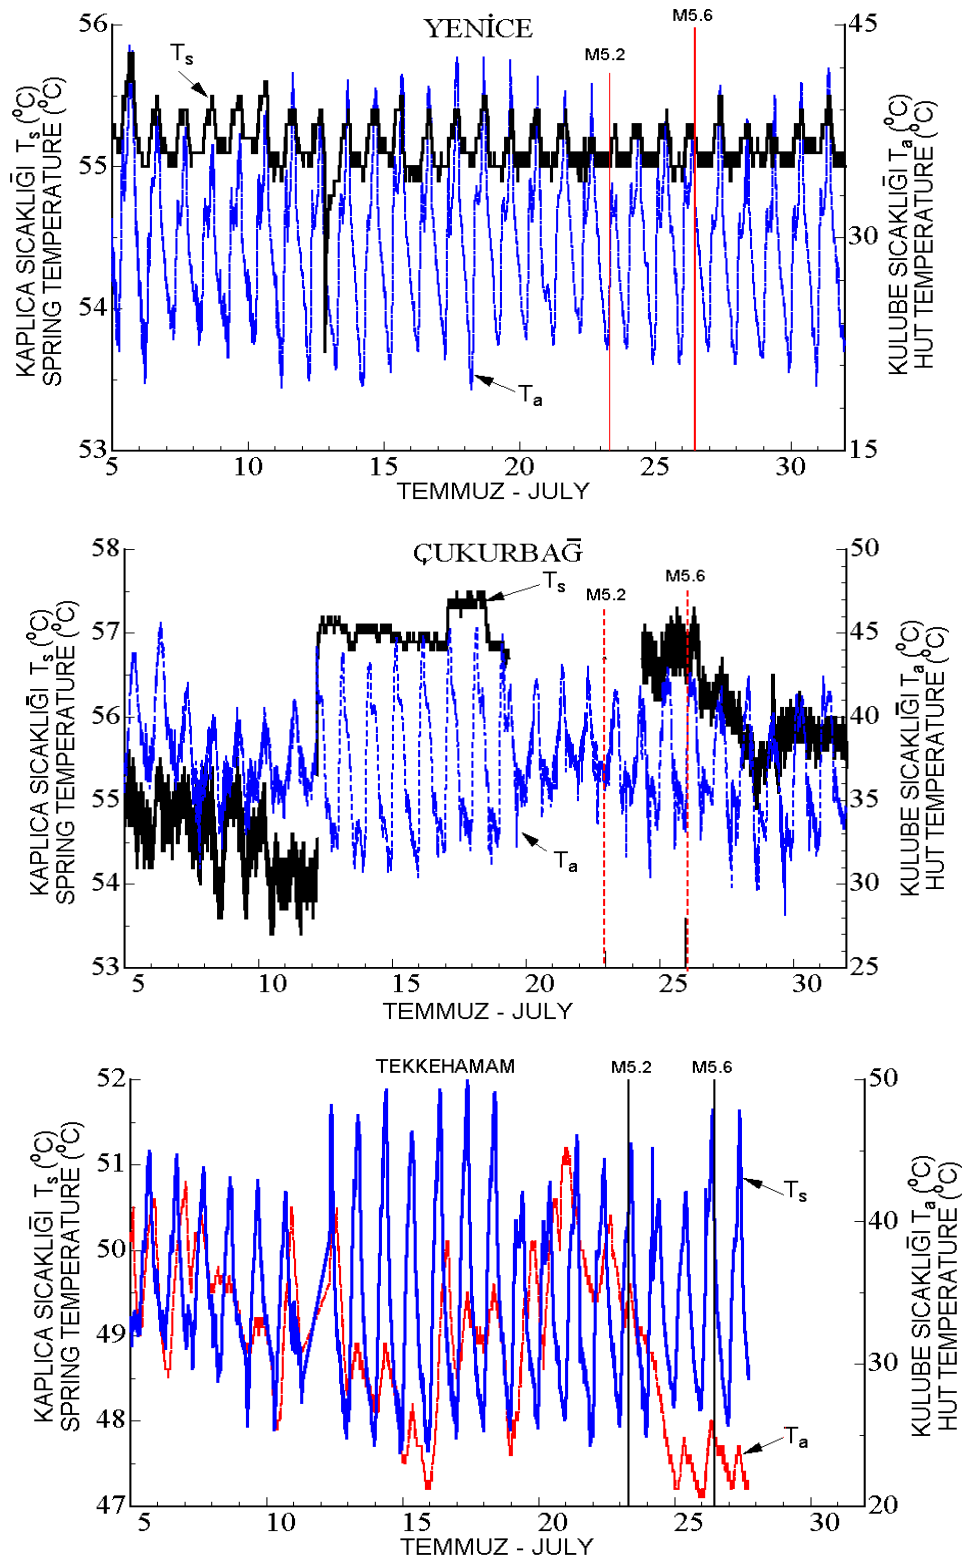 YENİCE
M5.6
M5.2
56
55
54
53
KAPLICA SICAKLIĞI Ts (°C)
SPRING TEMPERATURE (°C)
Ts
Ta
45
30
15
KULUBE SICAKLIĞI Ta (°C)
HUT TEMPERATURE (°C)
5 10 15 20 25 30
TEMMUZ - JULY
ÇUKURBAĞ
M5.2
M5.6
58
57
56
55
54
53
KAPLICA SICAKLIĞI Ts (°C)
SPRING TEMPERATURE (°C)
Ts
Ta
50
45
40
35
30
25
KULUBE SICAKLIĞI Ta (°C)
HUT TEMPERATURE (°C)
5 10 15 20 25 30
TEMMUZ - JULY
TEKKEHAMAM
M5.2
M5.6
52
51
50
49
48
47
KAPLICA SICAKLIĞI Ts (°C)
SPRING TEMPERATURE (°C)
Ts
Ta
50
40
30
20
KULUBE SICAKLIĞI Ta (°C)
HUT TEMPERATURE (°C)
5 10 15 20 25 30
TEMMUZ - JULY